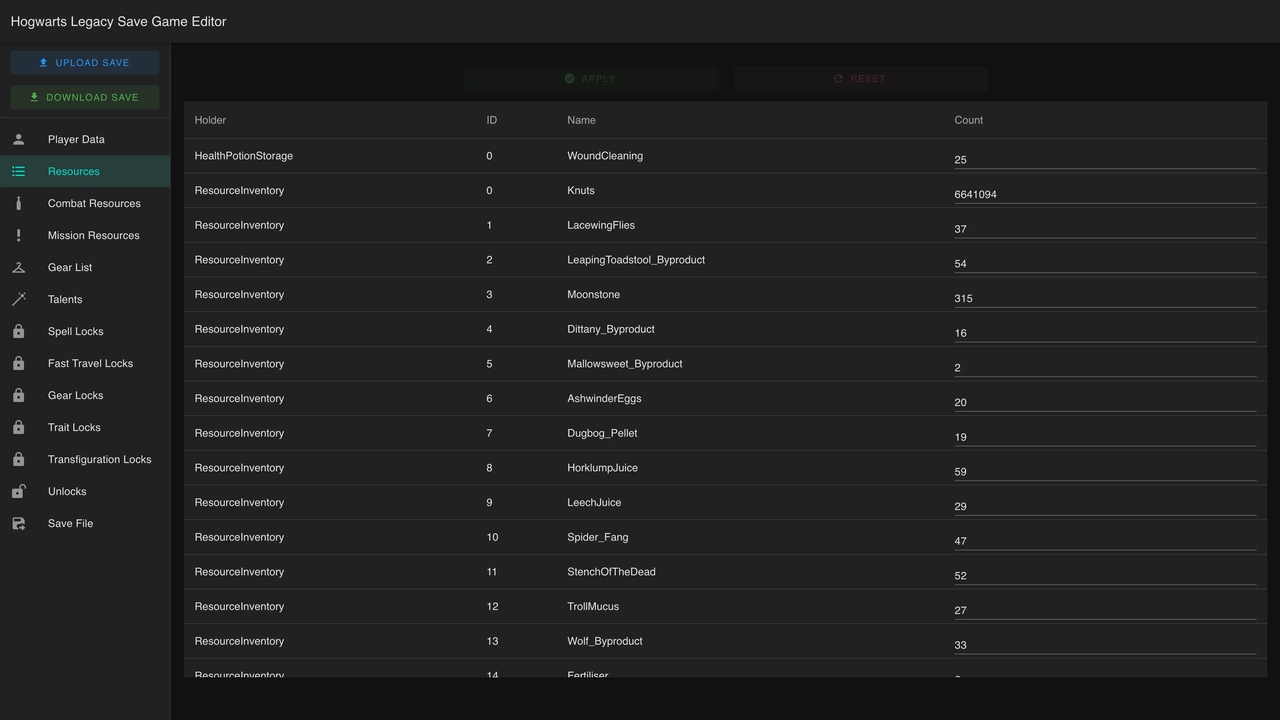 Hogwarts Legacy Save Game Editor
UPLOAD SAVE
DOWNLOAD SAVE
Player Data
Resources
Combat Resources
Mission Resources
Gear List
Talents
Spell Locks
Fast Travel Locks
Gear Locks
Trait Locks
Transfiguration Locks
Unlocks
Save File
APPLY RESET
Holder ID Name Count
HealthPotionStorage 0 WoundCleaning 25
ResourceInventory 0 Knuts 6641094
ResourceInventory 1 LacewingFlies 37
ResourceInventory 2 LeapingToadstool_Byproduct 54
ResourceInventory 3 Moonstone 315
ResourceInventory 4 Dittany_Byproduct 16
ResourceInventory 5 Mallowsweet_Byproduct 2
ResourceInventory 6 AshwinderEggs 20
ResourceInventory 7 Dugbog_Pellet 19
ResourceInventory 8 HorklumpJuice 59
ResourceInventory 9 LeechJuice 29
ResourceInventory 10 Spider_Fang 47
ResourceInventory 11 StenchOfTheDead 52
ResourceInventory 12 TrollMucus 27
ResourceInventory 13 Wolf_Byproduct 33
ResourceInventory 14 Fertiliser